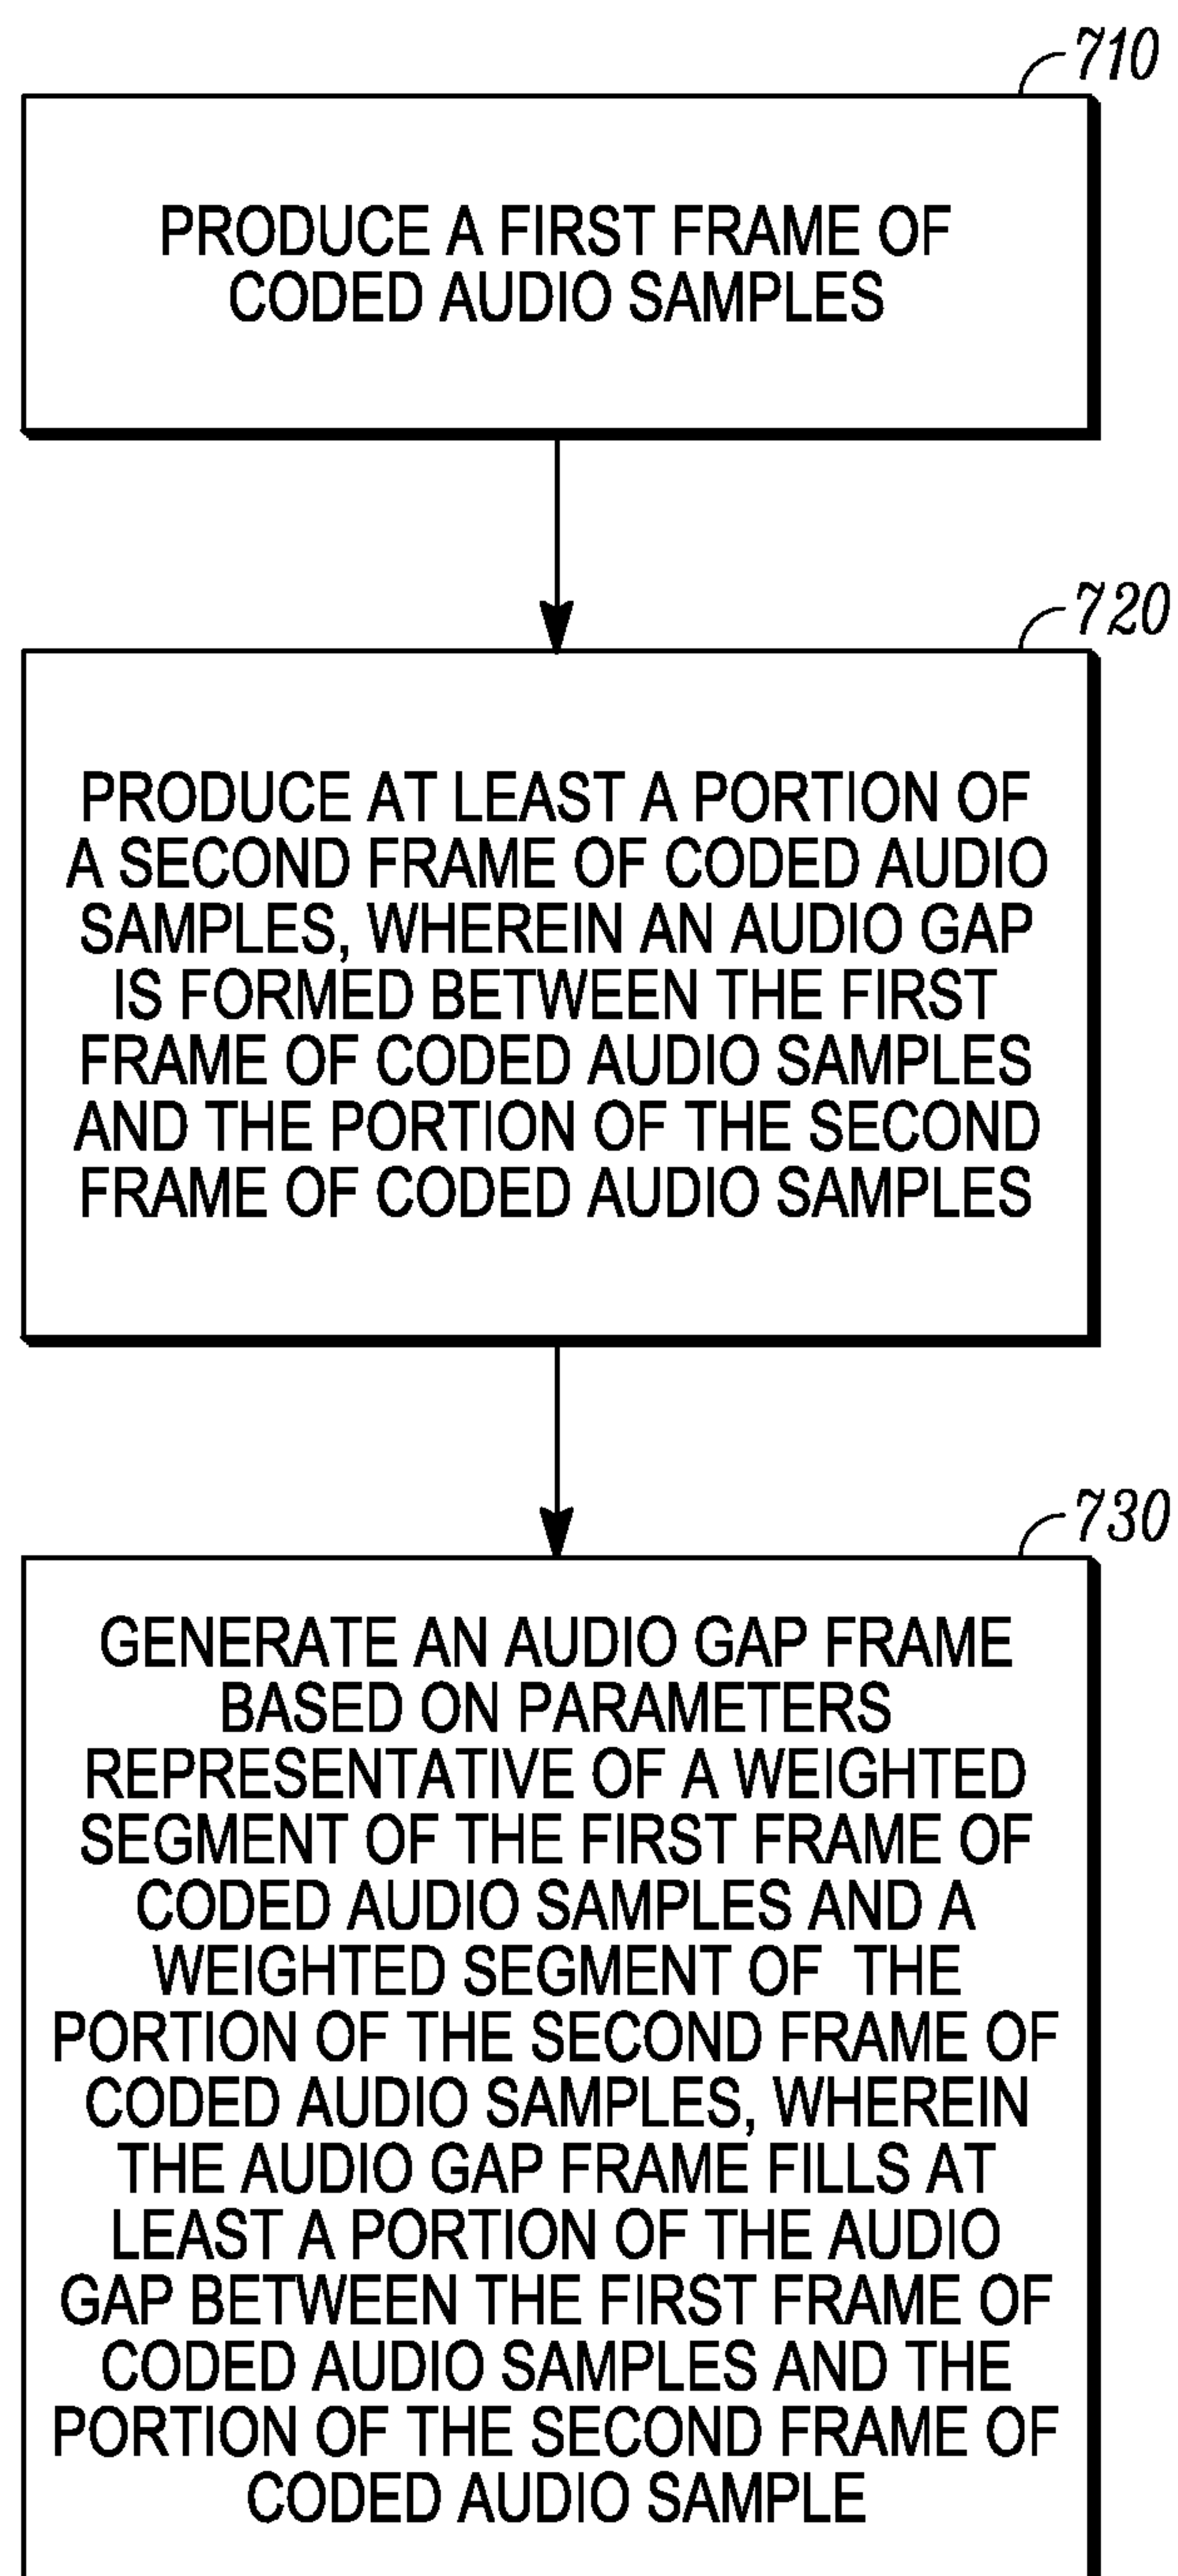 710
PRODUCE A FIRST FRAME OF
CODED AUDIO SAMPLES
720
PRODUCE AT LEAST A PORTION OF
A SECOND FRAME OF CODED AUDIO
SAMPLES, WHEREIN AN AUDIO GAP
IS FORMED BETWEEN THE FIRST
FRAME OF CODED AUDIO SAMPLES
AND THE PORTION OF THE SECOND
FRAME OF CODED AUDIO SAMPLES
730
GENERATE AN AUDIO GAP FRAME
BASED ON PARAMETERS
REPRESENTATIVE OF A WEIGHTED
SEGMENT OF THE FIRST FRAME OF
CODED AUDIO SAMPLES AND A
WEIGHTED SEGMENT OF THE
PORTION OF THE SECOND FRAME OF
CODED AUDIO SAMPLES, WHEREIN
THE AUDIO GAP FRAME FILLS AT
LEAST A PORTION OF THE AUDIO
GAP BETWEEN THE FIRST FRAME OF
CODED AUDIO SAMPLES AND THE
PORTION OF THE SECOND FRAME OF
CODED AUDIO SAMPLE